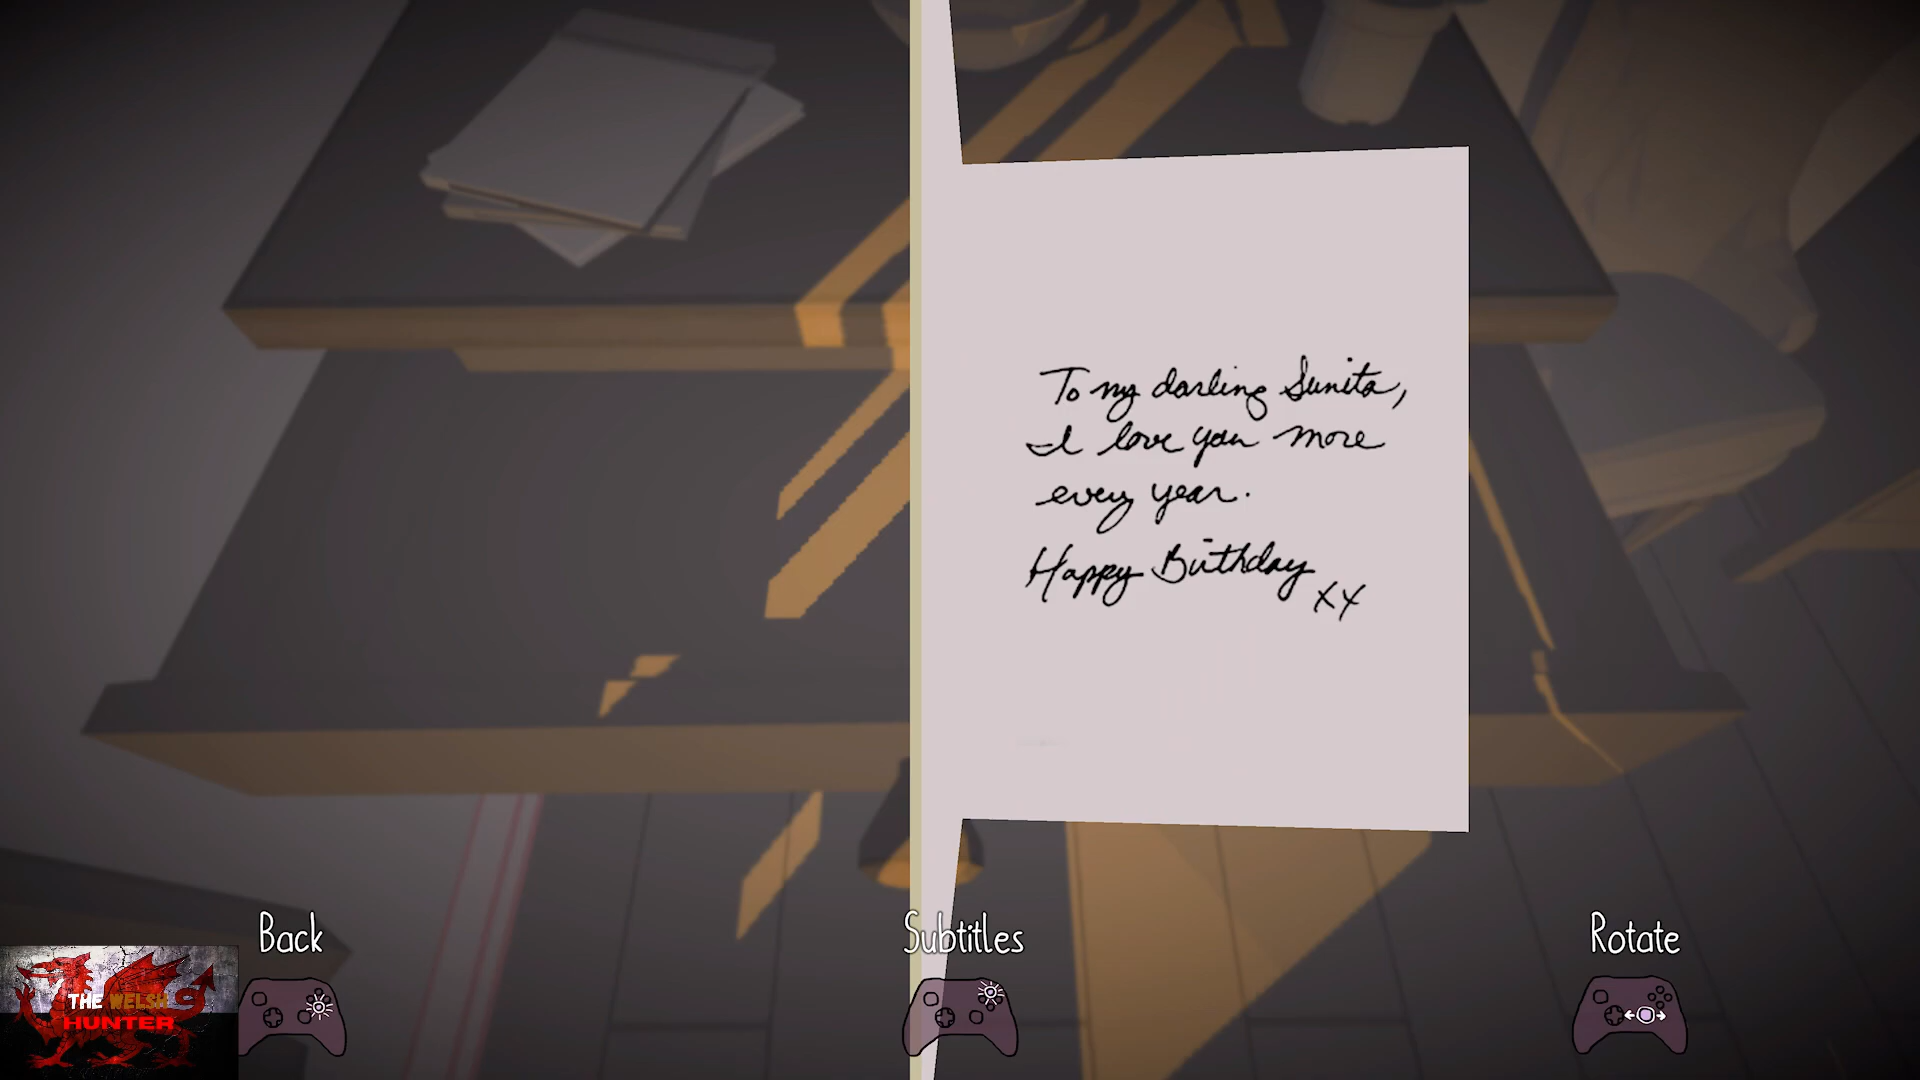 To my darling Sunita,
I love you more
every year.
Happy Birthday
xx
Back
Subtitles
Rotate
THE WELSH
HUNTER